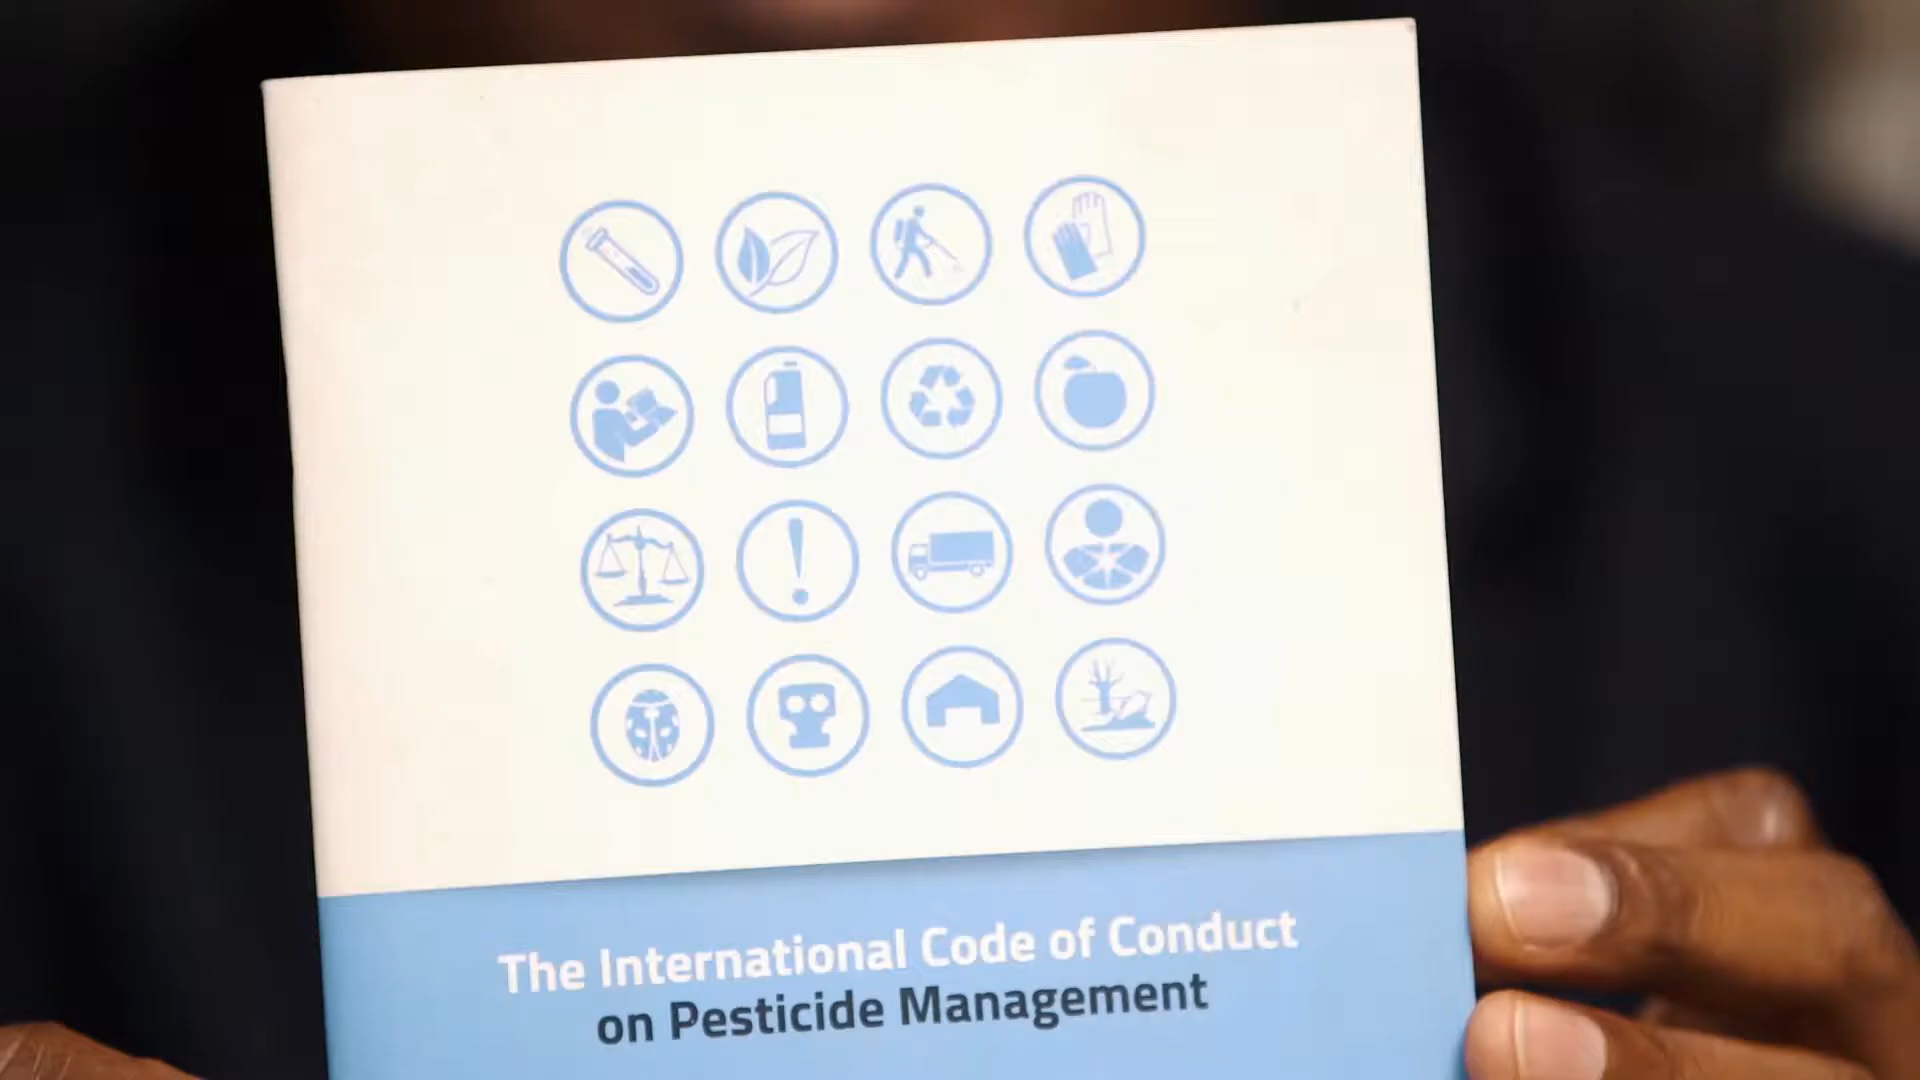 The International Code of Conduct
on Pesticide Management